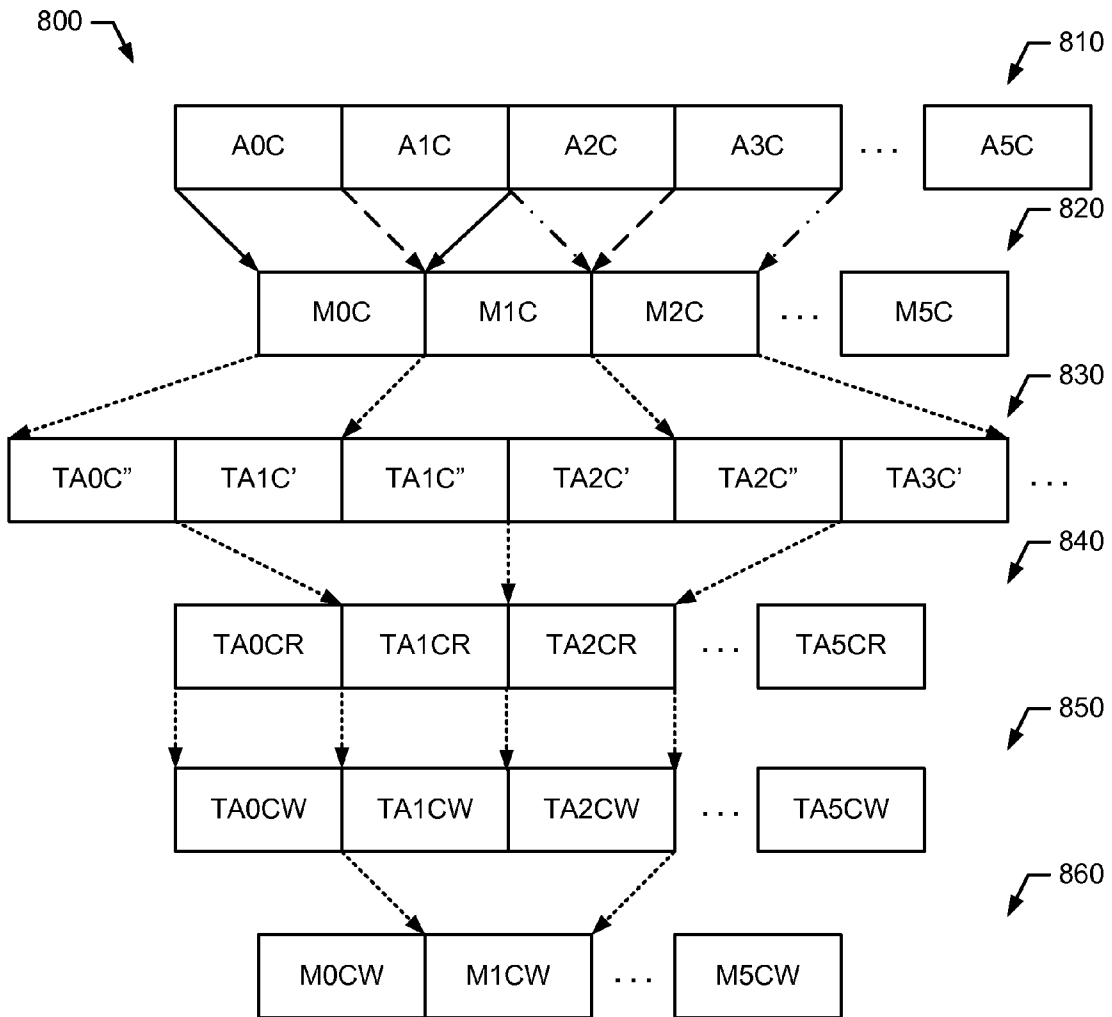 800
810
A0C A1C A2C A3C . . . A5C
820
M0C M1C M2C . . . M5C
830
TA0C” TA1C’ TA1C” TA2C’ TA2C” TA3C’ . . .
840
TA0CR TA1CR TA2CR . . . TA5CR
850
TA0CW TA1CW TA2CW . . . TA5CW
860
M0CW M1CW . . . M5CW